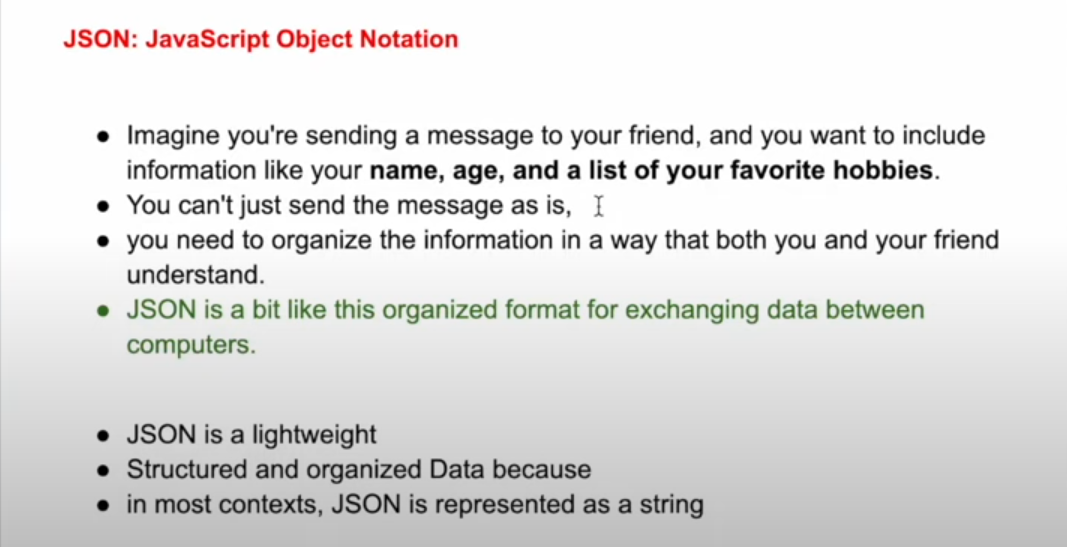 JSON: JavaScript Object Notation
● Imagine you're sending a message to your friend, and you want to include
information like your name, age, and a list of your favorite hobbies.
● You can't just send the message as is,
● you need to organize the information in a way that both you and your friend
understand.
● JSON is a bit like this organized format for exchanging data between
computers.
● JSON is a lightweight
● Structured and organized Data because
● in most contexts, JSON is represented as a string